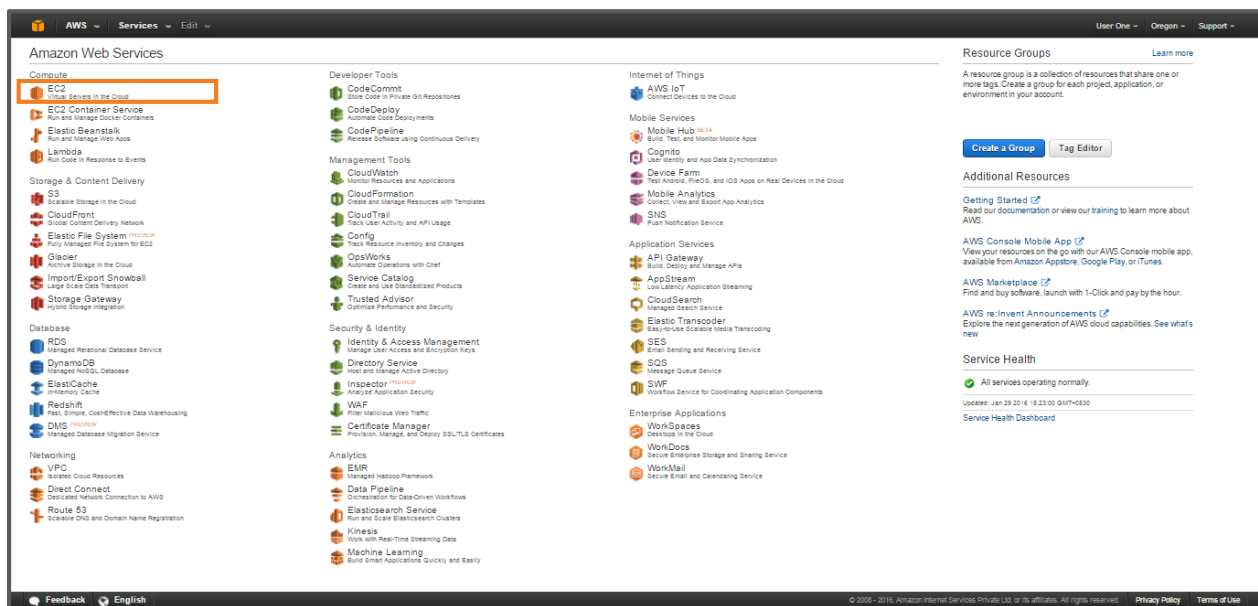 AWS Services Edit User One Oregon Support
Amazon Web Services
Compute
EC2
Virtual Servers in the Cloud
EC2 Container Service
Run and Manage Docker Containers
Elastic Beanstalk
Run and Manage Web Apps
Lambda
Run Code in Response to Events
Storage & Content Delivery
S3
Scalable Storage in the Cloud
CloudFront
Global Content Delivery Network
Elastic File System PREVIEW
Fully Managed File System for EC2
Glacier
Archive Storage in the Cloud
Import/Export Snowball
Large Scale Data Transport
Storage Gateway
Hybrid Storage Integration
Database
RDS
Managed Relational Database Service
DynamoDB
Managed NoSQL Database
ElastiCache
In-Memory Cache
Redshift
Fast, Simple, Cost-Effective Data Warehousing
DMS PREVIEW
Managed Database Migration Service
Networking
VPC
Isolated Cloud Resources
Direct Connect
Dedicated Network Connection to AWS
Route 53
Scalable DNS and Domain Name Registration
Developer Tools
CodeCommit
Store Code in Private Git Repositories
CodeDeploy
Automate Code Deployments
CodePipeline
Release Software using Continuous Delivery
Management Tools
CloudWatch
Monitor Resources and Applications
CloudFormation
Create and Manage Resources with Templates
CloudTrail
Track User Activity and API Usage
Config
Track Resource Inventory and Changes
OpsWorks
Automate Operations with Chef
Service Catalog
Create and Use Standardized Products
Trusted Advisor
Optimize Performance and Security
Security & Identity
Identity & Access Management
Manage User Access and Encryption Keys
Directory Service
Host and Manage Active Directory
Inspector PREVIEW
Analyze Application Security
WAF
Filter Malicious Web Traffic
Certificate Manager
Provision, Manage, and Deploy SSL/TLS Certificates
Analytics
EMR
Managed Hadoop Framework
Data Pipeline
Orchestration for Data-Driven Workflows
Elasticsearch Service
Run and Scale Elasticsearch Clusters
Kinesis
Work with Real-Time Streaming Data
Machine Learning
Build Smart Applications Quickly and Easily
Internet of Things
AWS IoT
Connect Devices to the Cloud
Mobile Services
Mobile Hub BETA
Build, Test, and Monitor Mobile Apps
Cognito
User Identity and App Data Synchronization
Device Farm
Test Android, FireOS, and iOS Apps on Real Devices in the Cloud
Mobile Analytics
Collect, View and Export App Analytics
SNS
Push Notification Service
Application Services
API Gateway
Build, Deploy and Manage APIs
AppStream
Low Latency Application Streaming
CloudSearch
Managed Search Service
Elastic Transcoder
Easy-to-Use Scalable Media Transcoding
SES
Email Sending and Receiving Service
SQS
Message Queue Service
SWF
Workflow Service for Coordinating Application Components
Enterprise Applications
WorkSpaces
Desktops in the Cloud
WorkDocs
Secure Enterprise Storage and Sharing Service
WorkMail
Secure Email and Calendaring Service
Resource Groups Learn more
A resource group is a collection of resources that share one or
more tags. Create a group for each project, application, or
environment in your account.
Create a Group Tag Editor
Additional Resources
Getting Started
Read our documentation or view our training to learn more about
AWS.
AWS Console Mobile App
View your resources on the go with our AWS Console mobile app,
available from Amazon Appstore, Google Play, or iTunes.
AWS Marketplace
Find and buy software, launch with 1-Click and pay by the hour.
AWS re:Invent Announcements
Explore the next generation of AWS cloud capabilities. See what's
new
Service Health
All services operating normally.
Updated: Jan 29 2016 15:23:00 GMT+0530
Service Health Dashboard
Feedback English © 2008 - 2016, Amazon Internet Services Private Ltd. or its affiliates. All rights reserved. Privacy Policy Terms of Use